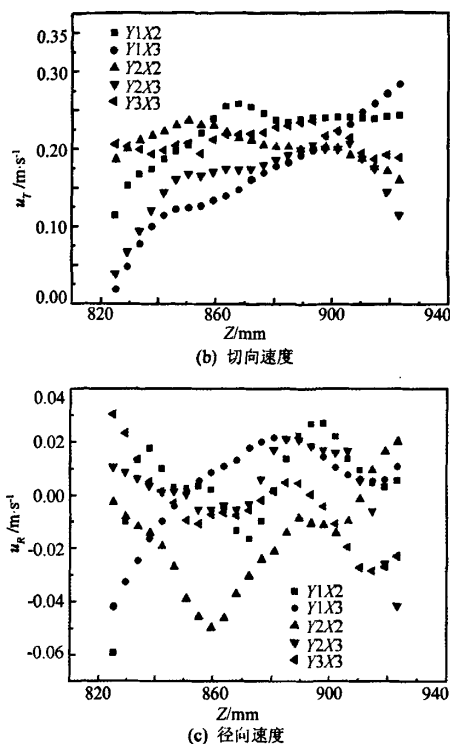 0.35
0.30
0.20
0.10
0.00
u_T /m·s⁻¹
Y1X2
Y1X3
Y2X2
Y2X3
Y3X3
820 860 900 940
Z/mm
(b) 切向速度
0.04
0.02
0.00
-0.02
-0.04
-0.06
u_R /m·s⁻¹
Y1X2
Y1X3
Y2X2
Y2X3
Y3X3
820 860 900 940
Z/mm
(c) 径向速度